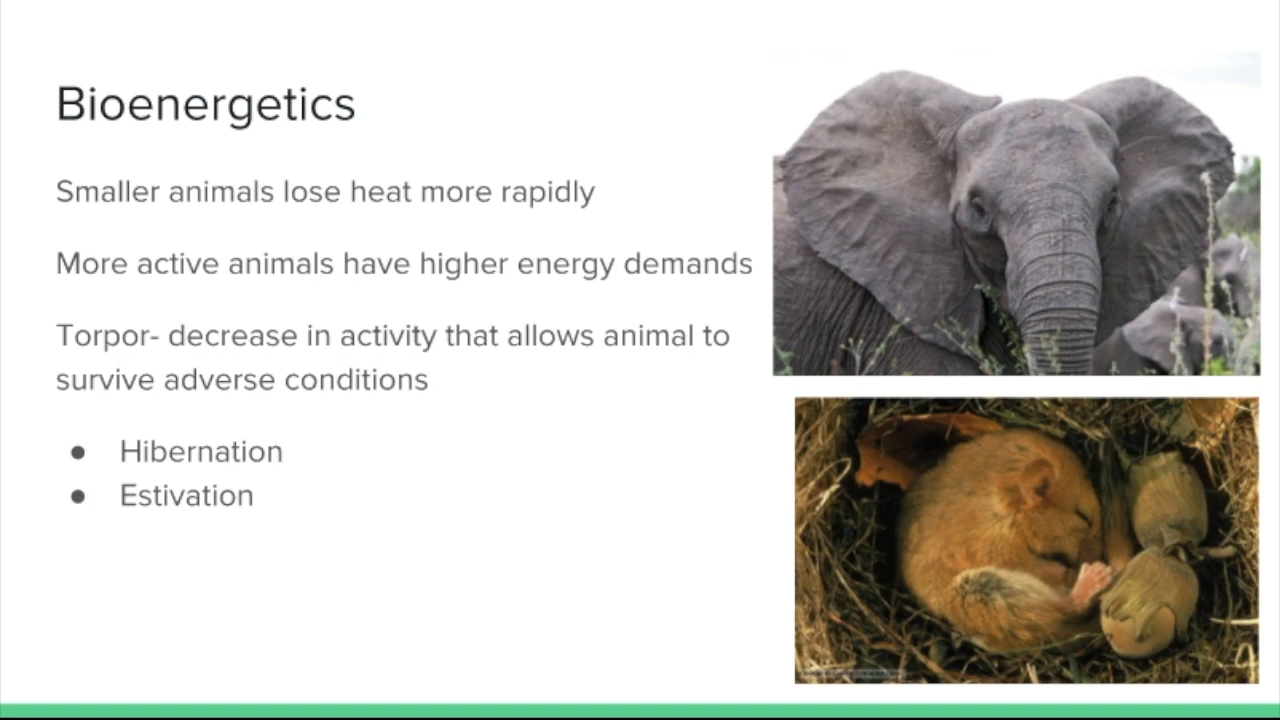 Bioenergetics
Smaller animals lose heat more rapidly
More active animals have higher energy demands
Torpor- decrease in activity that allows animal to
survive adverse conditions
● Hibernation
● Estivation